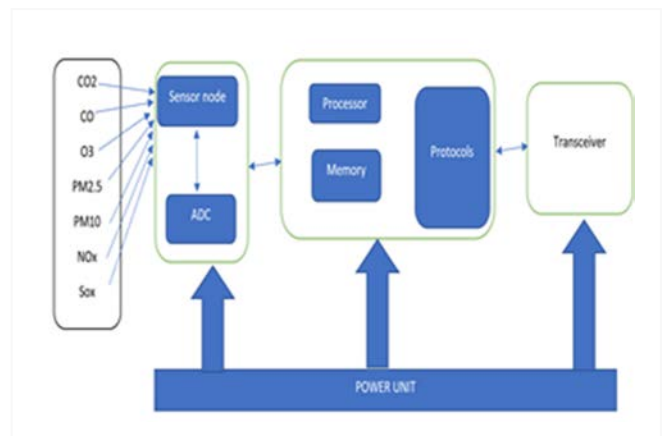 CO2
CO
O3
PM2.5
PM10
NOx
Sox
Sensor node
ADC
Processor
Memory
Protocols
Transceiver
POWER UNIT